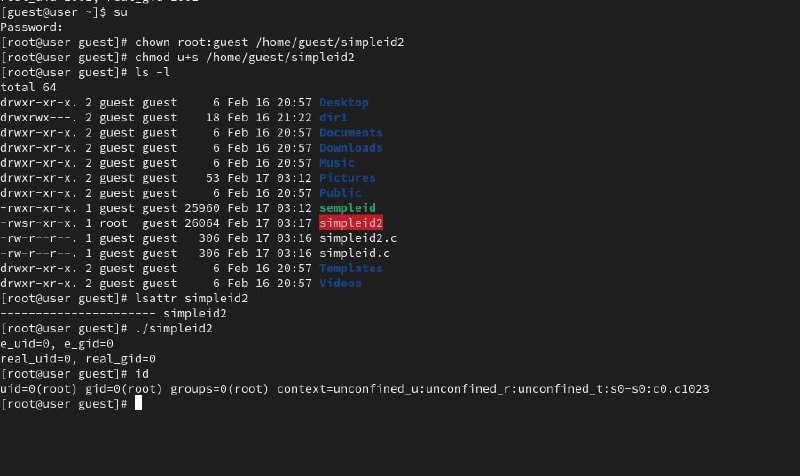 [guest@user ~]$ su
Password:
[root@user guest]# chown root:guest /home/guest/simpleid2
[root@user guest]# chmod u+s /home/guest/simpleid2
[root@user guest]# ls -l
total 64
drwxr-xr-x. 2 guest guest     6 Feb 16 20:57 Desktop
drwxrwx---. 2 guest guest    18 Feb 16 21:22 dir1
drwxr-xr-x. 2 guest guest     6 Feb 16 20:57 Documents
drwxr-xr-x. 2 guest guest     6 Feb 16 20:57 Downloads
drwxr-xr-x. 2 guest guest     6 Feb 16 20:57 Music
drwxr-xr-x. 2 guest guest    53 Feb 17 03:12 Pictures
drwxr-xr-x. 2 guest guest     6 Feb 16 20:57 Public
-rwxr-xr-x. 1 guest guest 25960 Feb 17 03:12 sempleid
-rwsr-xr-x. 1 root  guest 26064 Feb 17 03:17 simpleid2
-rw-r--r--. 1 guest guest   306 Feb 17 03:16 simpleid2.c
-rw-r--r--. 1 guest guest   306 Feb 17 03:16 simpleid.c
drwxr-xr-x. 2 guest guest     6 Feb 16 20:57 Templates
drwxr-xr-x. 2 guest guest     6 Feb 16 20:57 Videos
[root@user guest]# lsattr simpleid2
---------------------- simpleid2
[root@user guest]# ./simpleid2
e_uid=0, e_gid=0
real_uid=0, real_gid=0
[root@user guest]# id
uid=0(root) gid=0(root) groups=0(root) context=unconfined_u:unconfined_r:unconfined_t:s0-s0:c0.c1023
[root@user guest]#